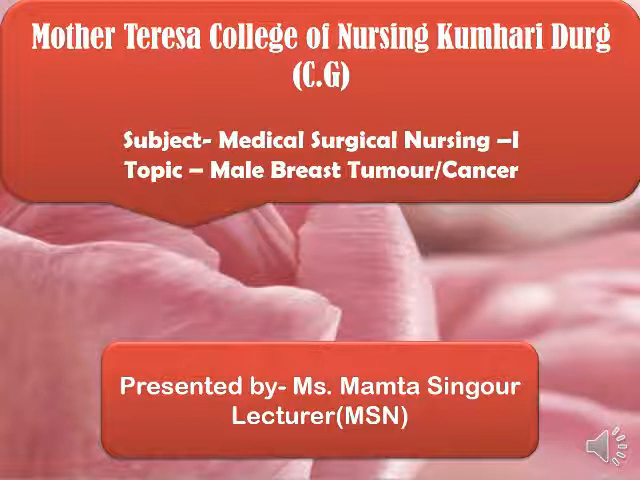 Mother Teresa College of Nursing Kumhari Durg
(C.G)
Subject- Medical Surgical Nursing –I
Topic – Male Breast Tumour/Cancer
Presented by- Ms. Mamta Singour
Lecturer(MSN)